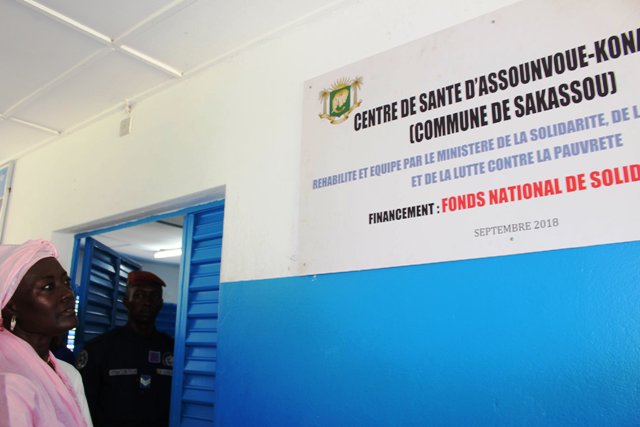 CENTRE DE SANTE D'ASSOUNVOUE-KONA
(COMMUNE DE SAKASSOU)
REHABILITE ET EQUIPE PAR LE MINISTERE DE LA SOLIDARITE, DE LA
ET DE LA LUTTE CONTRE LA PAUVRETE
FINANCEMENT : FONDS NATIONAL DE SOLID
SEPTEMBRE 2018